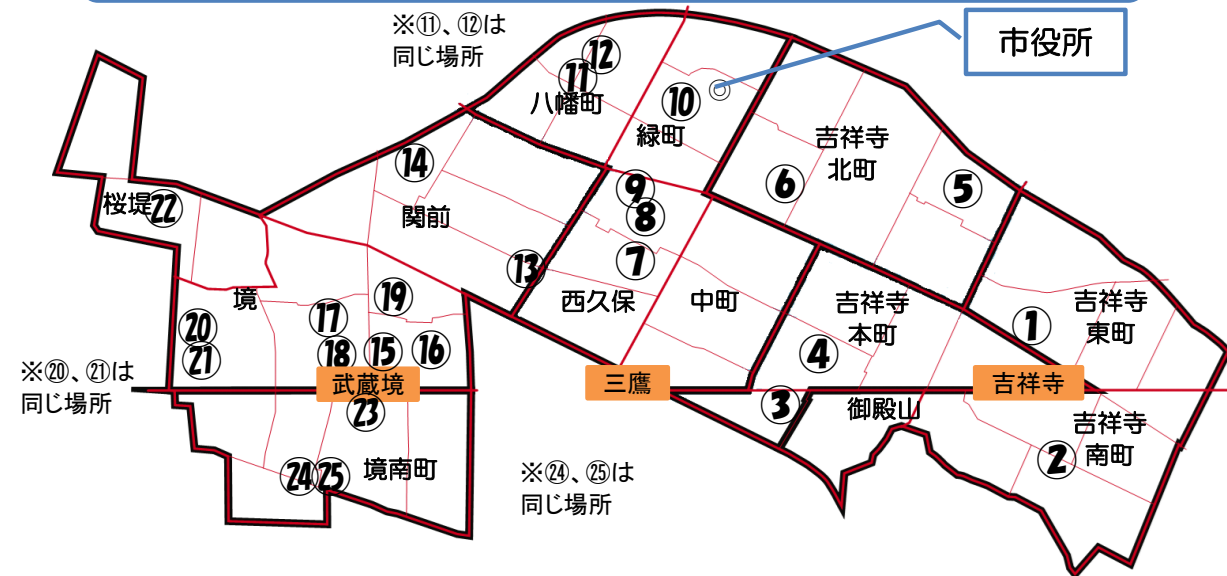 ※⑪、⑫は
同じ場所
市役所
⑫
⑪
八幡町
⑩
緑町
吉祥寺
北町
⑥
⑤
⑭
関前
桜堤
㉒
⑨
⑧
⑦
⑬
西久保
中町
境
⑲
⑰
⑳
㉑
⑱
⑮
⑯
吉祥寺
本町
④
①
吉祥寺
東町
※⑳、㉑は
同じ場所
武蔵境
三鷹
吉祥寺
㉓
③
御殿山
吉祥寺
南町
②
㉔
㉕
境南町
※㉔、㉕は
同じ場所